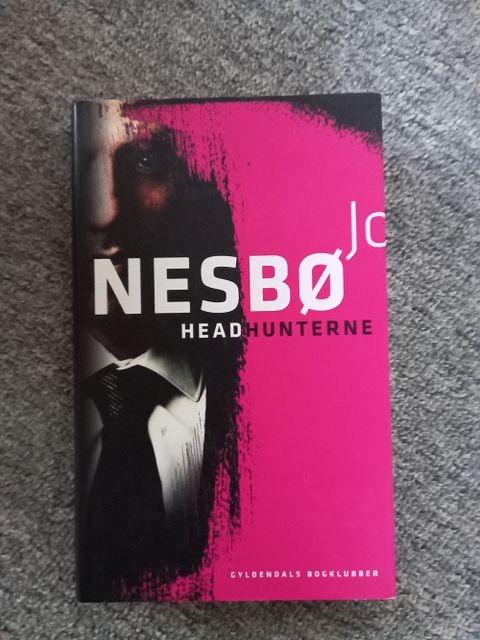 Jo
NESBØ
HEADHUNTERNE
GYLDENDALS BOGKLUBBER